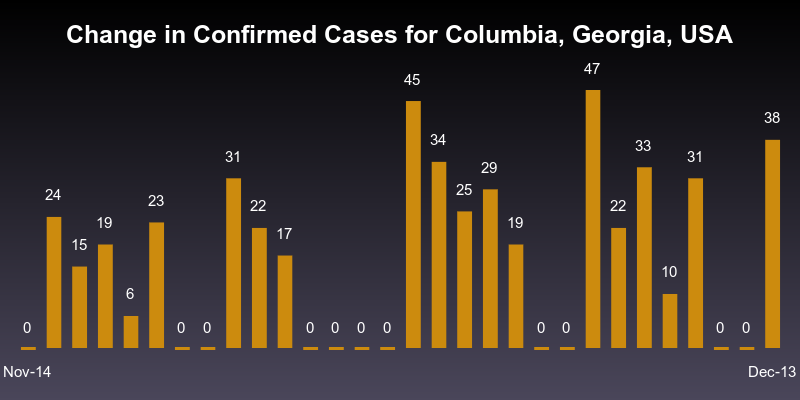 Change in Confirmed Cases for Columbia, Georgia, USA
0 24 15 19 6 23 0 0 31 22 17 0 0 0 0 45 34 25 29 19 0 0 47 22 33 10 31 0 0 38
Nov-14 Dec-13